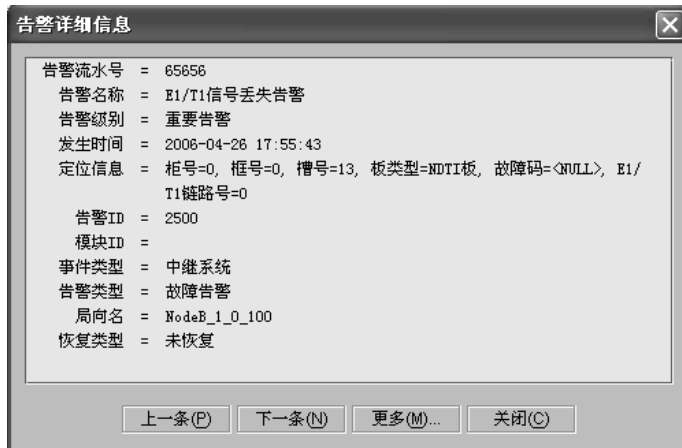 告警详细信息
告警流水号 = 65656
告警名称 = E1/T1信号丢失告警
告警级别 = 重要告警
发生时间 = 2006-04-26 17:55:43
定位信息 = 柜号=0, 框号=0, 槽号=13, 板类型=NDTI板, 故障码=<NULL>, E1/
T1链路号=0
告警ID = 2500
模块ID =
事件类型 = 中继系统
告警类型 = 故障告警
局向名 = NodeB_1_0_100
恢复类型 = 未恢复
上一条(P) 下一条(N) 更多(M)... 关闭(C)